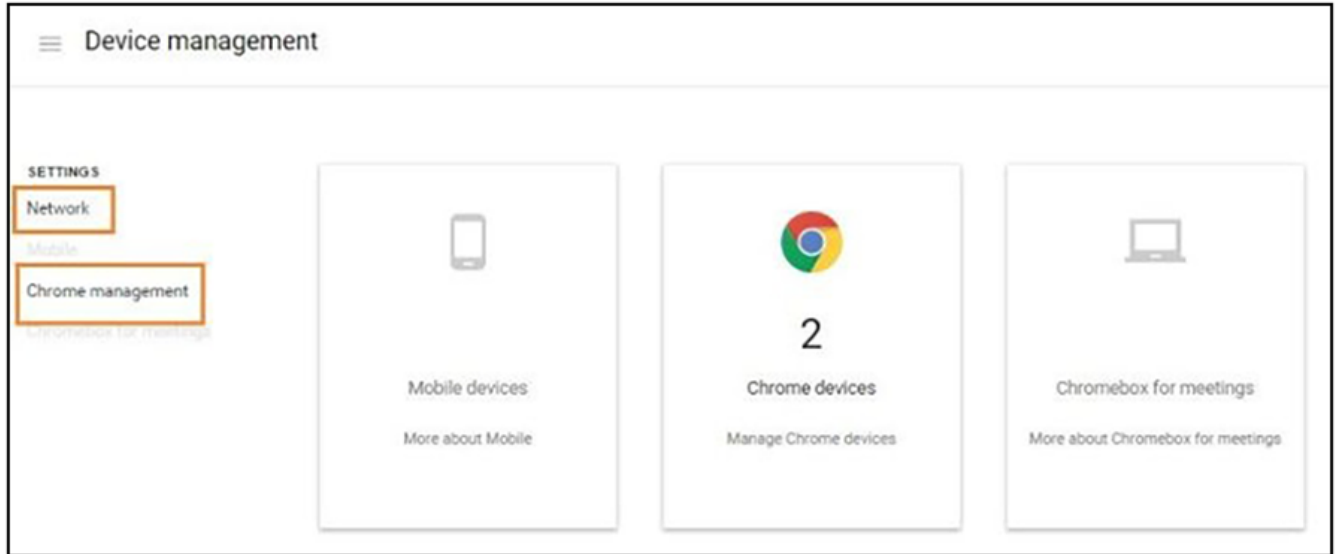 Device management
SETTINGS
Network
Mobile
Chrome management
Chromebox for meetings
Mobile devices
More about Mobile
2
Chrome devices
Manage Chrome devices
Chromebox for meetings
More about Chromebox for meetings